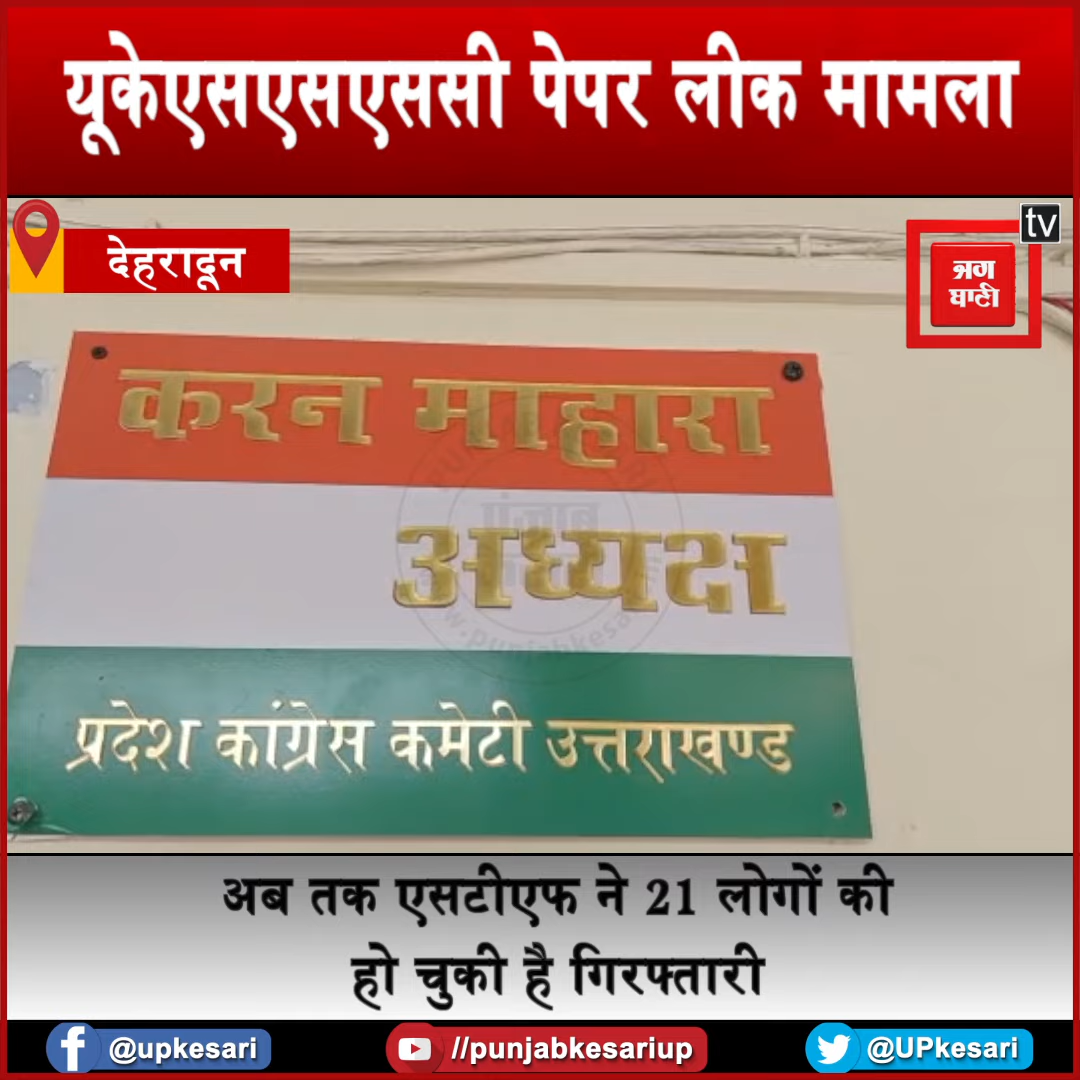 यूकेएसएसएससी पेपर लीक मामला
देहरादून
tv
ਜਗ
ਬਾਣੀ
करन माहारा
अध्यक्ष
प्रदेश कांग्रेस कमेटी उत्तराखण्ड
पंजाब
अब तक एसटीएफ ने 21 लोगों की
हो चुकी है गिरफ्तारी
@upkesari //punjabkesariup @UPkesari